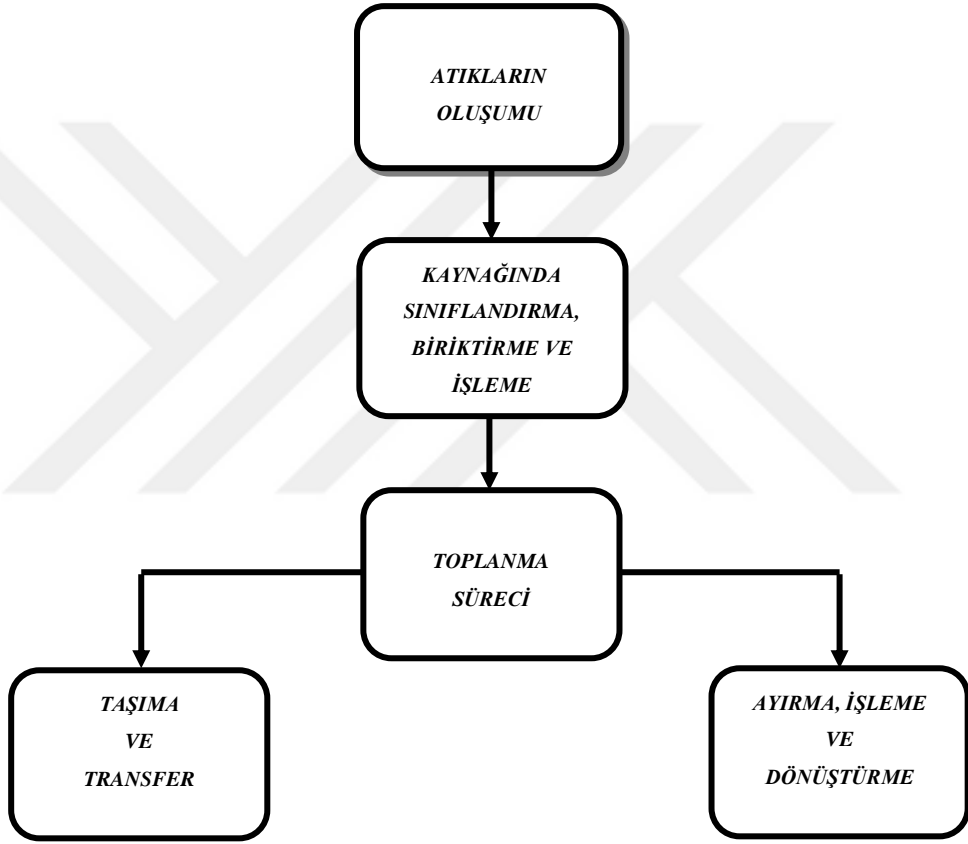 ATIKLARIN
OLUŞUMU
KAYNAĞINDA
SINIFLANDIRMA,
BİRİKTİRME VE
İŞLEME
TOPLANMA
SÜRECİ
TAŞIMA
VE
TRANSFER
AYIRMA, İŞLEME
VE
DÖNÜŞTÜRME